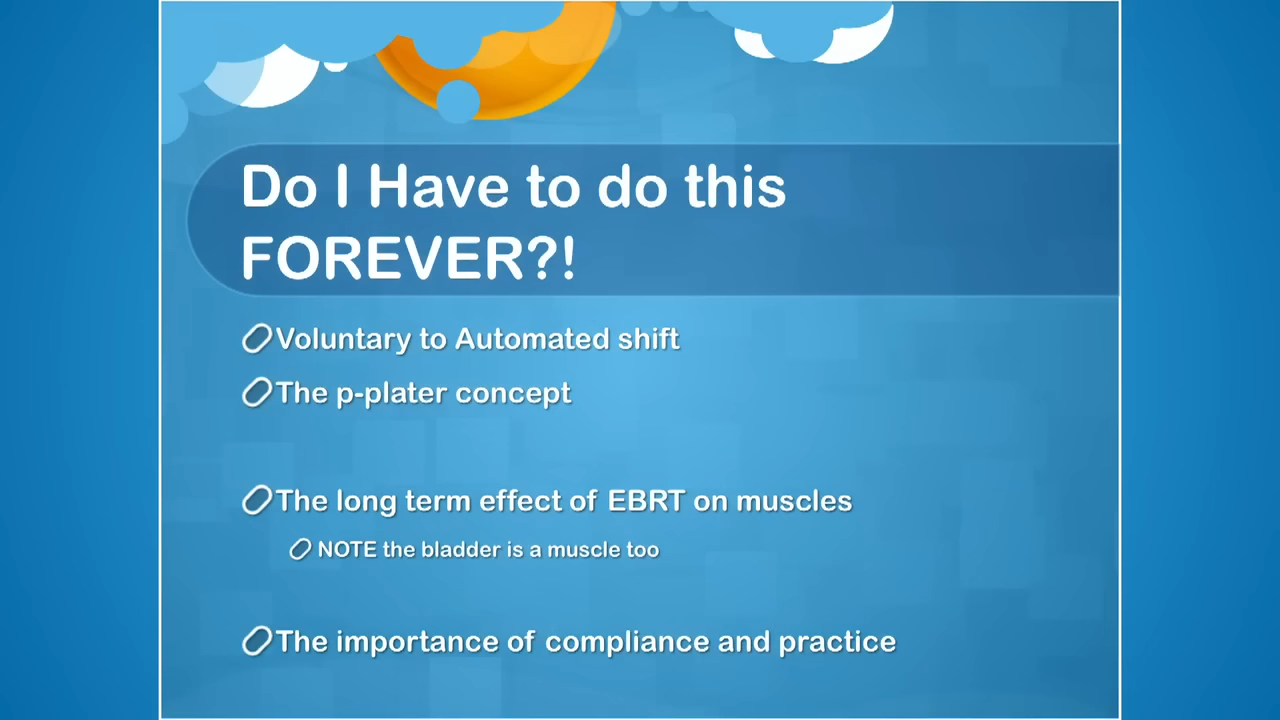 Do I Have to do this
FOREVER?!
Voluntary to Automated shift
The p-plater concept
The long term effect of EBRT on muscles
NOTE the bladder is a muscle too
The importance of compliance and practice